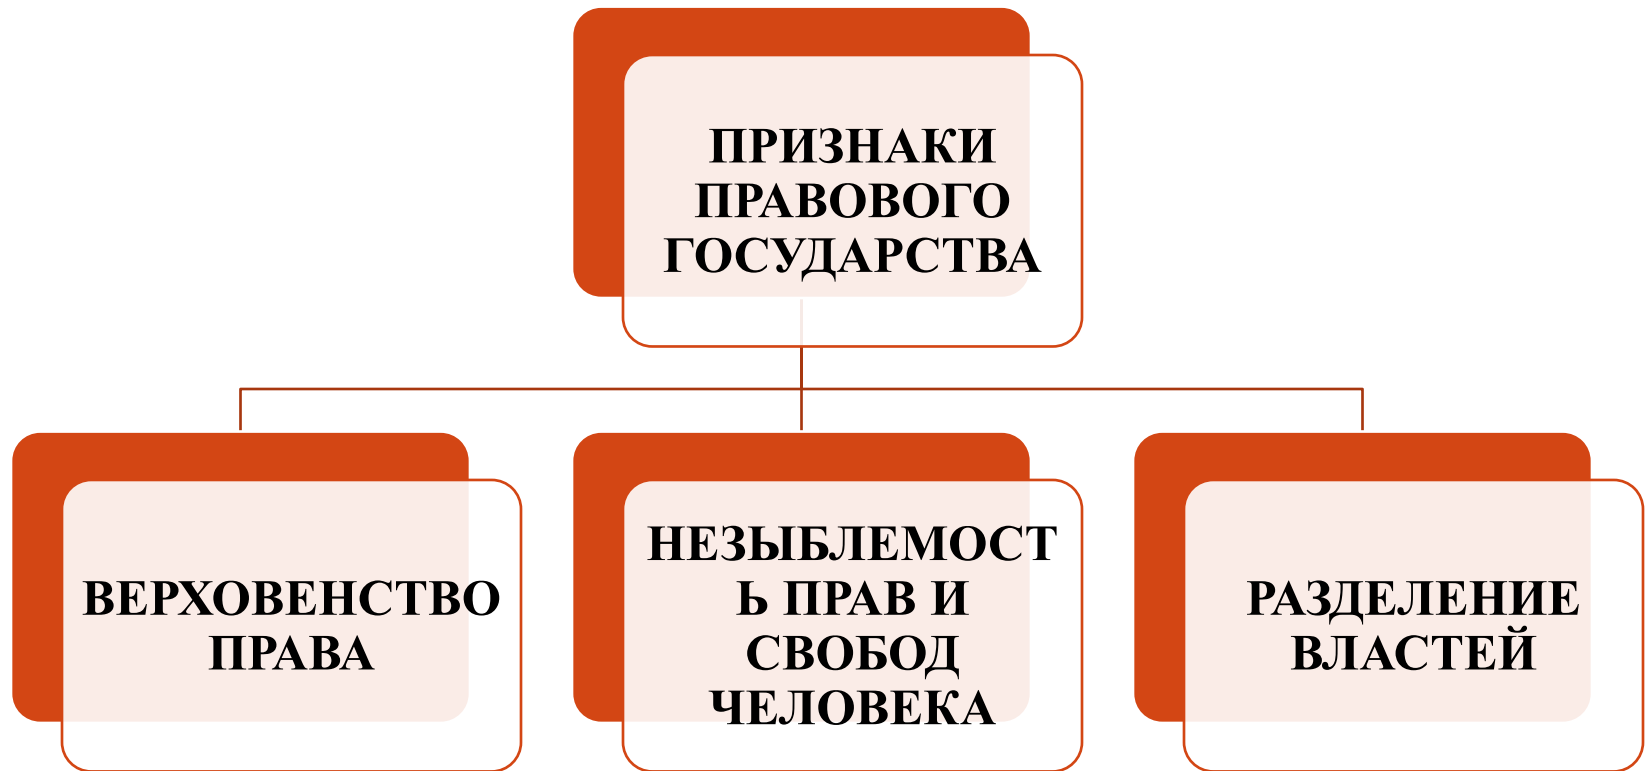 ПРИЗНАКИ
ПРАВОВОГО
ГОСУДАРСТВА
ВЕРХОВЕНСТВО
ПРАВА
НЕЗЫБЛЕМОСТ
Ь ПРАВ И
СВОБОД
ЧЕЛОВЕКА
РАЗДЕЛЕНИЕ
ВЛАСТЕЙ